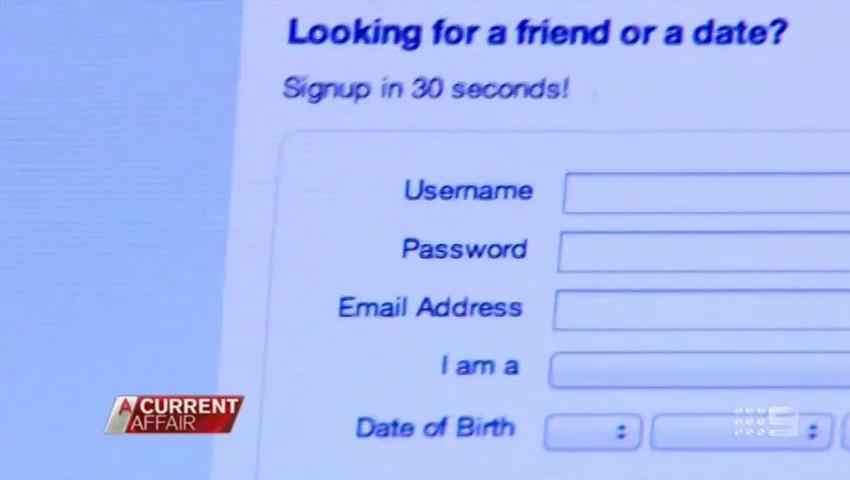 Looking for a friend or a date?
Signup in 30 seconds!
Username
Password
Email Address
I am a
Date of Birth
A CURRENT
AFFAIR
9